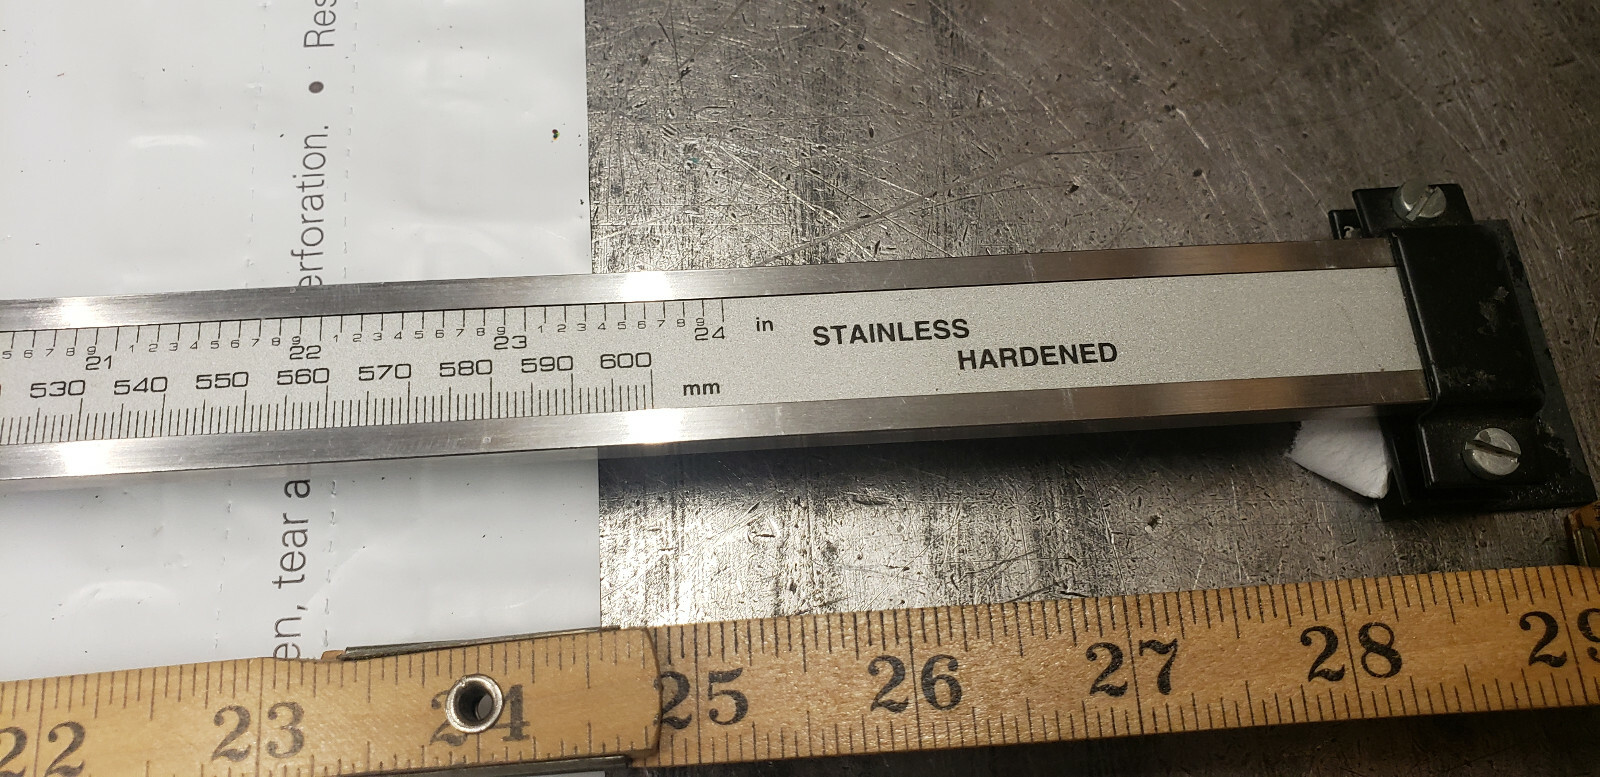 erforation. • Res
en, tear a
5 6 7 8 9 1 2 3 4 5 6 7 8 9 1 2 3 4 5 6 7 8 9 1 2 3 4 5 6 7 8 9
21 22 23 24 in
530 540 550 560 570 580 590 600
mm
STAINLESS
HARDENED
22 23 24 25 26 27 28 29